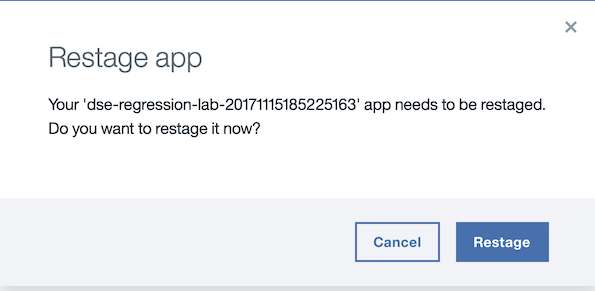 Restage app
Your 'dse-regression-lab-20171115185225163' app needs to be restaged.
Do you want to restage it now?
Cancel
Restage